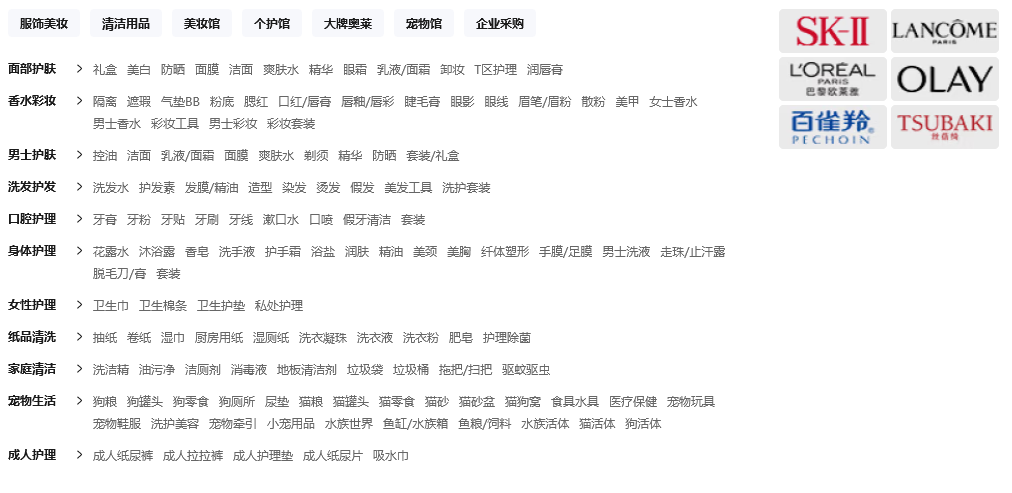 服饰美妆 清洁用品 美妆馆 个护馆 大牌奥莱 宠物馆 企业采购
面部护肤 > 礼盒 美白 防晒 面膜 洁面 爽肤水 精华 眼霜 乳液/面霜 卸妆 T区护理 润唇膏
香水彩妆 > 隔离 遮瑕 气垫BB 粉底 腮红 口红/唇膏 唇釉/唇彩 睫毛膏 眼影 眼线 眉笔/眉粉 散粉 美甲 女士香水
男士香水 彩妆工具 男士彩妆 彩妆套装
男士护肤 > 控油 洁面 乳液/面霜 面膜 爽肤水 剃须 精华 防晒 套装/礼盒
洗发护发 > 洗发水 护发素 发膜/精油 造型 染发 烫发 假发 美发工具 洗护套装
口腔护理 > 牙膏 牙粉 牙贴 牙刷 牙线 漱口水 口喷 假牙清洁 套装
身体护理 > 花露水 沐浴露 香皂 洗手液 护手霜 浴盐 润肤 精油 美颈 美胸 纤体塑形 手膜/足膜 男士洗液 走珠/止汗露
脱毛刀/膏 套装
女性护理 > 卫生巾 卫生棉条 卫生护垫 私处护理
纸品清洗 > 抽纸 卷纸 湿巾 厨房用纸 湿厕纸 洗衣凝珠 洗衣液 洗衣粉 肥皂 护理除菌
家庭清洁 > 洗洁精 油污净 洁厕剂 消毒液 地板清洁剂 垃圾袋 垃圾桶 拖把/扫把 驱蚊驱虫
宠物生活 > 狗粮 狗罐头 狗零食 狗厕所 尿垫 猫粮 猫罐头 猫零食 猫砂 猫砂盆 猫狗窝 食具水具 医疗保健 宠物玩具
宠物鞋服 洗护美容 宠物牵引 小宠用品 水族世界 鱼缸/水族箱 鱼粮/饲料 水族活体 猫活体 狗活体
成人护理 > 成人纸尿裤 成人拉拉裤 成人护理垫 成人纸尿片 吸水巾
SK-II
LANCÔME
PARIS
L'ORÉAL
PARIS
巴黎欧莱雅
OLAY
百雀羚®
PECHOIN
TSUBAKI
丝蓓绮